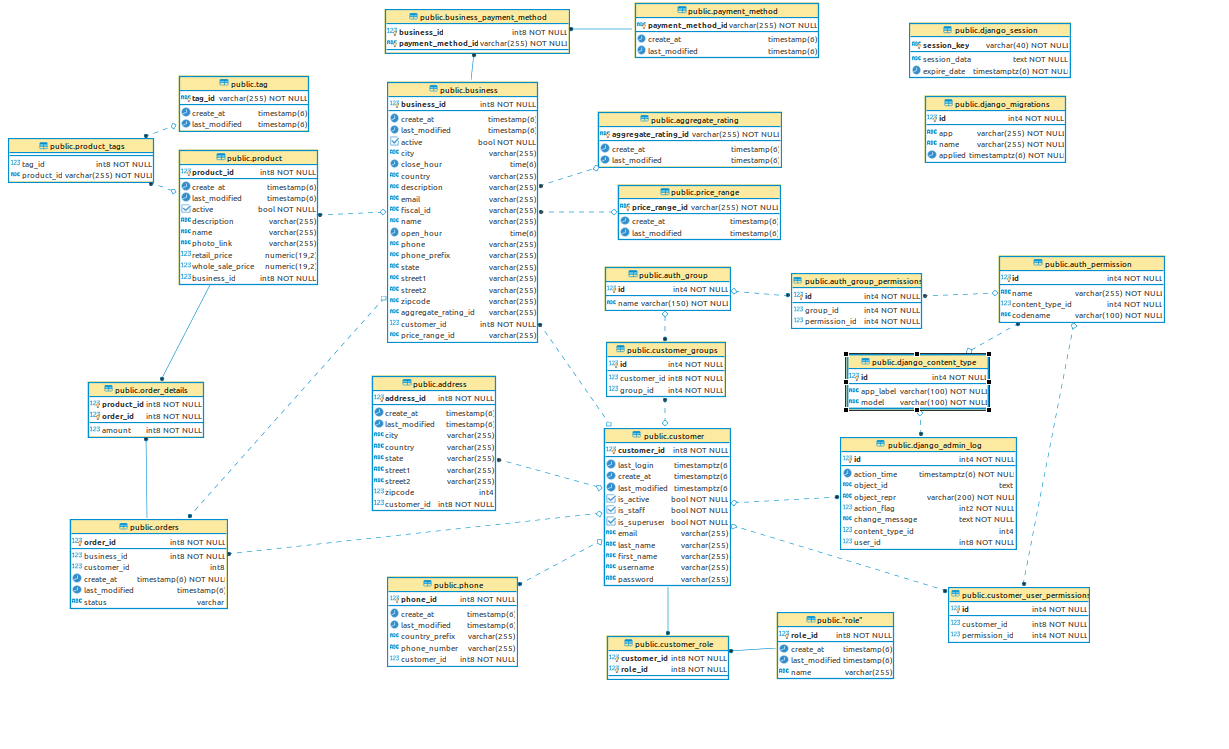 public.business_payment_method
business_id int8 NOT NULL
payment_method_id varchar(255) NOT NULL
public.payment_method
payment_method_id varchar(255) NOT NULL
create_at timestamp(6)
last_modified timestamp(6)
public.django_session
session_key varchar(40) NOT NULL
session_data text NOT NULL
expire_date timestamptz(6) NOT NULL
public.tag
tag_id varchar(255) NOT NULL
create_at timestamp(6)
last_modified timestamp(6)
public.business
business_id int8 NOT NULL
create_at timestamp(6)
last_modified timestamp(6)
active bool NOT NULL
city varchar(255)
close_hour time(6)
country varchar(255)
description varchar(255)
email varchar(255)
fiscal_id varchar(255)
name varchar(255)
open_hour time(6)
phone varchar(255)
phone_prefix varchar(255)
state varchar(255)
street1 varchar(255)
street2 varchar(255)
zipcode varchar(255)
aggregate_rating_id varchar(255)
customer_id int8 NOT NULL
price_range_id varchar(255)
public.django_migrations
id int4 NOT NULL
app varchar(255) NOT NULL
name varchar(255) NOT NULL
applied timestamptz(6) NOT NULL
public.aggregate_rating
aggregate_rating_id varchar(255) NOT NULL
create_at timestamp(6)
last_modified timestamp(6)
public.product_tags
tag_id int8 NOT NULL
product_id varchar(255) NOT NULL
public.product
product_id int8 NOT NULL
create_at timestamp(6)
last_modified timestamp(6)
active bool NOT NULL
description varchar(255)
name varchar(255)
photo_link varchar(255)
retail_price numeric(19,2)
whole_sale_price numeric(19,2)
business_id int8 NOT NULL
public.price_range
price_range_id varchar(255) NOT NULL
create_at timestamp(6)
last_modified timestamp(6)
public.auth_group
id int4 NOT NULL
name varchar(150) NOT NULL
public.auth_group_permissions
id int4 NOT NULL
group_id int4 NOT NULL
permission_id int4 NOT NULL
public.auth_permission
id int4 NOT NULL
name varchar(255) NOT NULL
content_type_id int4 NOT NULL
codename varchar(100) NOT NULL
public.customer_groups
id int4 NOT NULL
customer_id int8 NOT NULL
group_id int4 NOT NULL
public.django_content_type
id int4 NOT NULL
app_label varchar(100) NOT NULL
model varchar(100) NOT NULL
public.order_details
product_id int8 NOT NULL
order_id int8 NOT NULL
amount int8 NOT NULL
public.address
address_id int8 NOT NULL
create_at timestamp(6)
last_modified timestamp(6)
city varchar(255)
country varchar(255)
state varchar(255)
street1 varchar(255)
street2 varchar(255)
zipcode int4
customer_id int8 NOT NULL
public.customer
customer_id int8 NOT NULL
last_login timestamptz(6
create_at timestamptz(6
last_modified timestamptz(6
is_active bool NOT NULL
is_staff bool NOT NULL
is_superuser bool NOT NULL
email varchar(255)
last_name varchar(255)
first_name varchar(255)
username varchar(255)
password varchar(255)
public.django_admin_log
id int4 NOT NULL
action_time timestamptz(6) NOT NULL
object_id text
object_repr varchar(200) NOT NULL
action_flag int2 NOT NULL
change_message text NOT NULL
content_type_id int4
user_id int8 NOT NULL
public.orders
order_id int8 NOT NULL
business_id int8 NOT NULL
customer_id int8
create_at timestamp(6) NOT NUL
last_modified timestamp(6)
status varchar
public.phone
phone_id int8 NOT NULL
create_at timestamp(6)
last_modified timestamp(6)
country_prefix varchar(255)
phone_number varchar(255)
customer_id int8 NOT NULL
public.customer_user_permissions
id int4 NOT NULL
customer_id int8 NOT NULL
permission_id int4 NOT NULL
public.customer_role
customer_id int8 NOT NULL
role_id int8 NOT NULL
public."role"
role_id int8 NOT NULL
create_at timestamp(6)
last_modified timestamp(6)
name varchar(255)